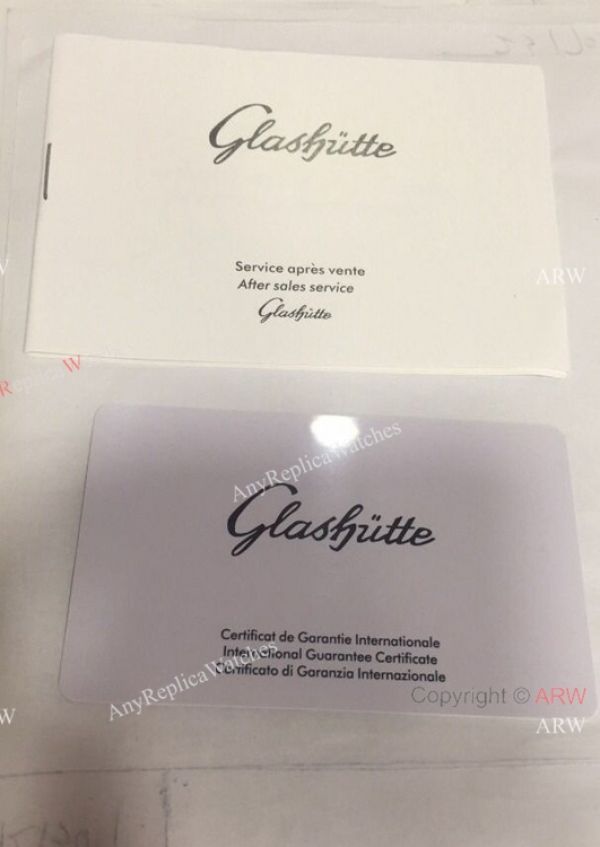 Glashütte
Service après vente
After sales service
Glashütte
ARW
AnyReplicaWatches
Glashütte
Certificat de Garantie Internationale
International Guarantee Certificate
Certificato di Garanzia Internazionale
AnyReplicaWatches
Copyright © ARW
ARW